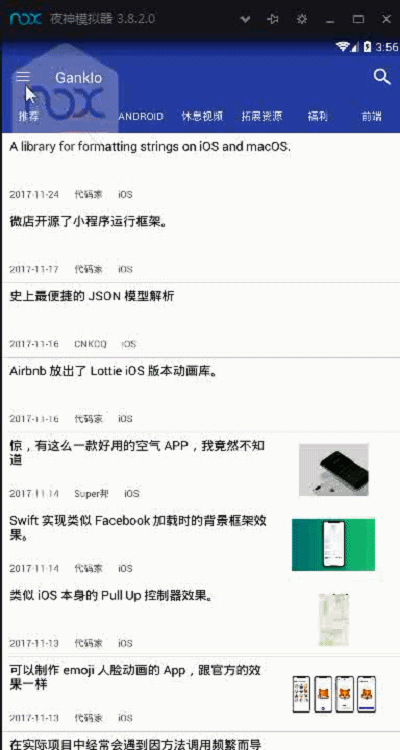 nox 夜神模拟器 3.8.2.0
3:56
GankIo
推荐 ANDROID 休息视频 拓展资源 福利 前端
A library for formatting strings on iOS and macOS.
2017-11-24 代码家 iOS
微店开源了小程序运行框架。
2017-11-17 代码家 iOS
史上最便捷的 JSON 模型解析
2017-11-16 CNKCQ iOS
Airbnb 放出了 Lottie iOS 版本动画库。
2017-11-16 代码家 iOS
惊，有这么一款好用的空气 APP，我竟然不知
道
2017-11-14 Super邦 iOS
Swift 实现类似 Facebook 加载时的背景框架效
果。
2017-11-14 代码家 iOS
类似 iOS 本身的 Pull Up 控制器效果。
2017-11-13 代码家 iOS
可以制作 emoji 人脸动画的 App，跟官方的效
果一样
2017-11-13 代码家 iOS
在实际项目中经常会遇到因方法调用频繁而导